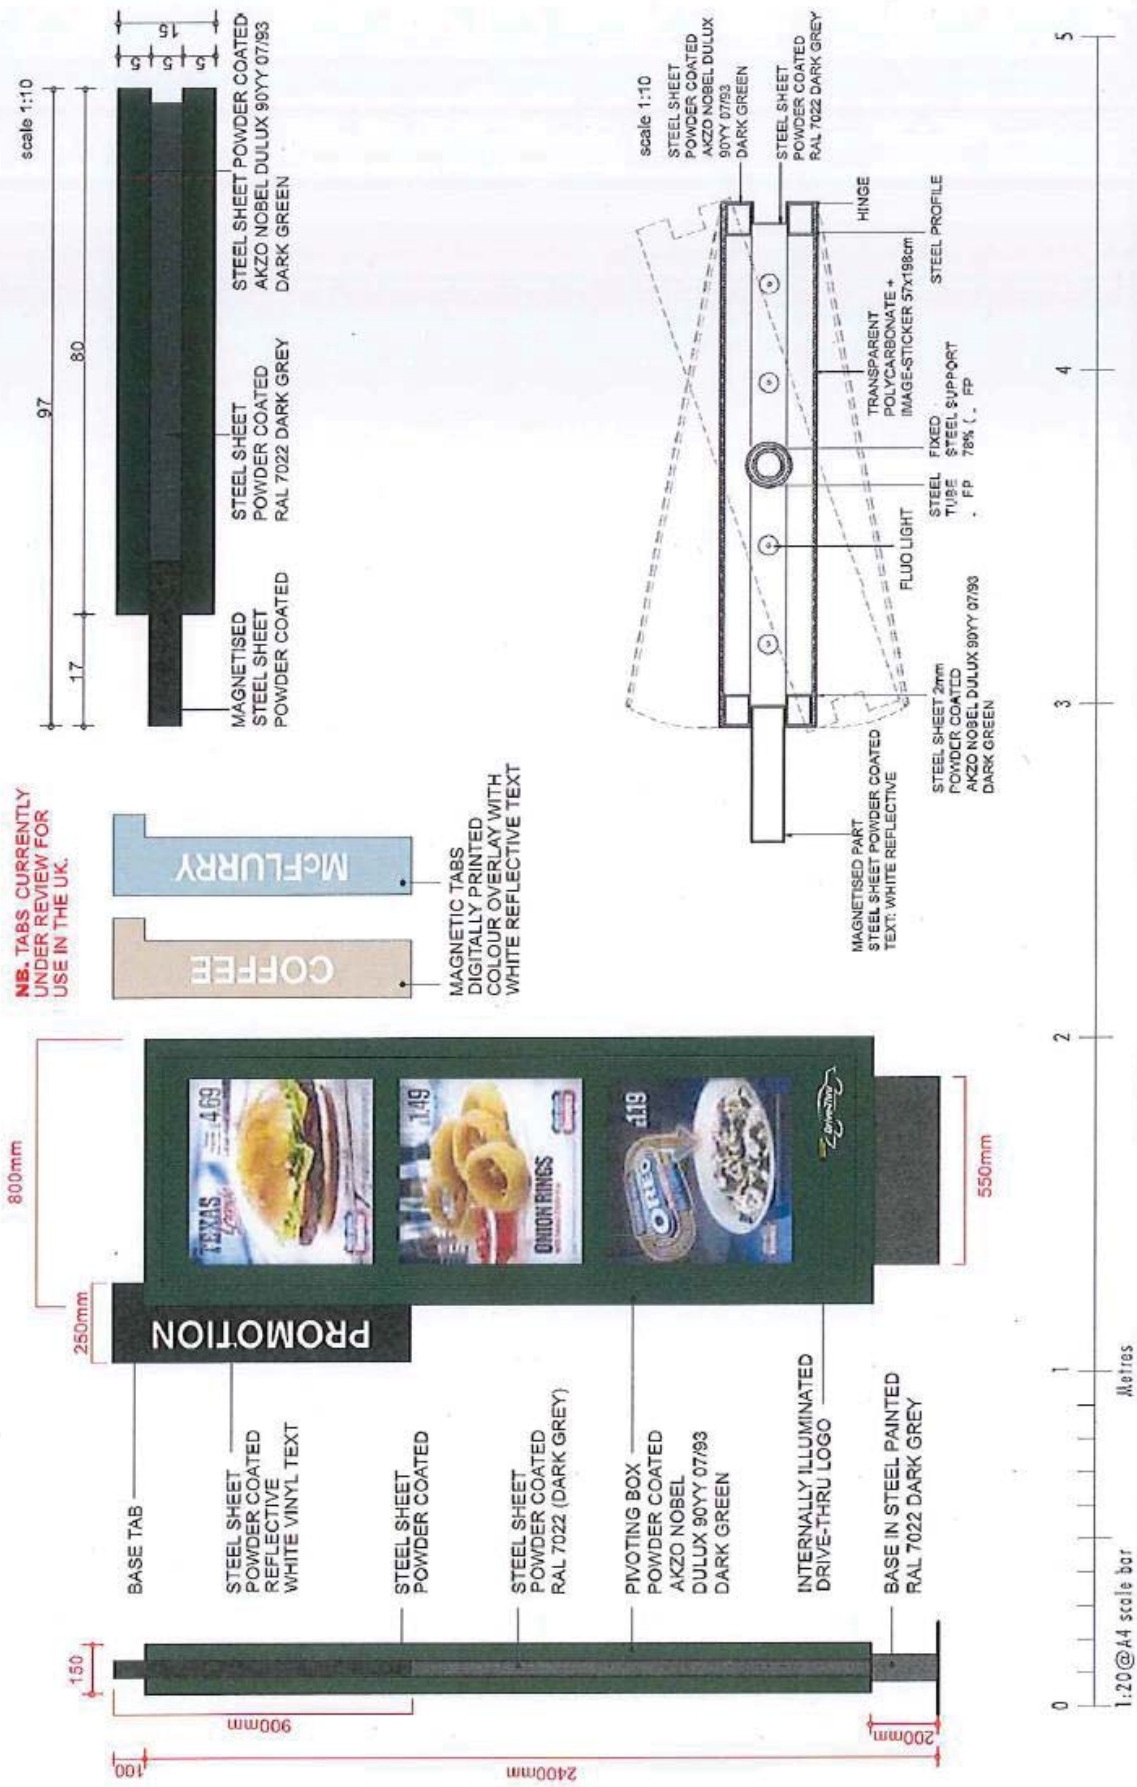 100
2400mm
900mm
200mm
150
BASE TAB
STEEL SHEET
POWDER COATED
REFLECTIVE
WHITE VINYL TEXT
STEEL SHEET
POWDER COATED
STEEL SHEET
POWDER COATED
RAL 7022 (DARK GREY)
PIVOTING BOX
POWDER COATED
AKZO NOBEL
DULUX 90YY 07/93
DARK GREEN
INTERNALLY ILLUMINATED
DRIVE-THRU LOGO
BASE IN STEEL PAINTED
RAL 7022 DARK GREY
800mm
250mm
550mm
PROMOTION
TEXAS
4.69
1.49
ONION RINGS
OREO
£1.19
NB. TABS CURRENTLY
UNDER REVIEW FOR
USE IN THE UK.
COFFEE
McFLURRY
MAGNETIC TABS
DIGITALLY PRINTED
COLOUR OVERLAY WITH
WHITE REFLECTIVE TEXT
scale 1:10
97
17
80
15
5
5
5
MAGNETISED
STEEL SHEET
POWDER COATED
STEEL SHEET
POWDER COATED
RAL 7022 DARK GREY
STEEL SHEET POWDER COATED
AKZO NOBEL DULUX 90YY 07/93
DARK GREEN
scale 1:10
STEEL SHEET
POWDER COATED
AKZO NOBEL DULUX
90YY 07/93
DARK GREEN
STEEL SHEET
POWDER COATED
RAL 7022 DARK GREY
HINGE
STEEL PROFILE
TRANSPARENT
POLYCARBONATE +
IMAGE-STICKER 57x198cm
FIXED
STEEL SUPPORT
STEEL
TUBE
FLUO LIGHT
STEEL SHEET 2mm
POWDER COATED
AKZO NOBEL DULUX 90YY 07/93
DARK GREEN
MAGNETISED PART
STEEL SHEET POWDER COATED
TEXT: WHITE REFLECTIVE
0 1 2 3 4 5
1:20@A4 scale bar Metres